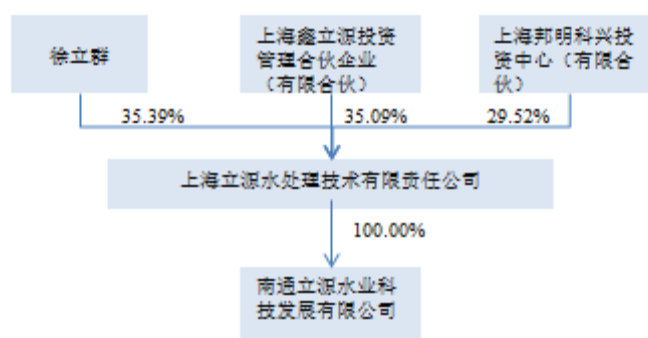 徐立群
上海鑫立源投资
管理合伙企业
（有限合伙）
上海邦明科兴投
资中心（有限合
伙）
35.39%
35.09%
29.52%
上海立源水处理技术有限责任公司
100.00%
南通立源水业科
技发展有限公司